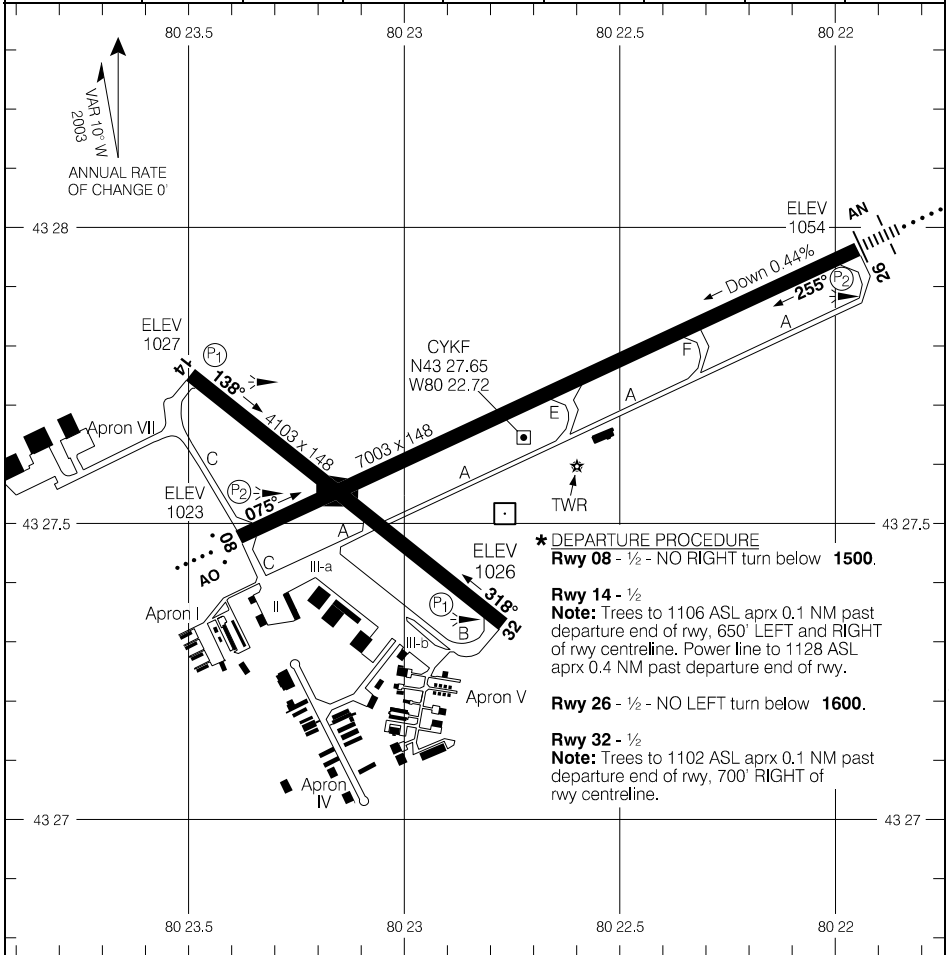 80 23.5
80 23
80 22.5
80 22
VAR 10° W
2003
ANNUAL RATE
OF CHANGE 0'
43 28
ELEV
1054
AN
26
Down 0.44%
255°
P2
A
F
ELEV
1027
P1
14
138°
4103 x 148
CYKF
N43 27.65
W80 22.72
7003 x 148
E
A
A
Apron VII
C
P2
075°
ELEV
1023
08
AO
A
C
TWR
43 27.5
43 27.5
ELEV
1026
318°
32
P1
B
III-a
II
Apron I
III-b
Apron V
Apron
IV
* DEPARTURE PROCEDURE
Rwy 08 - ½ - NO RIGHT turn below 1500.
Rwy 14 - ½
Note: Trees to 1106 ASL aprx 0.1 NM past
departure end of rwy, 650' LEFT and RIGHT
of rwy centreline. Power line to 1128 ASL
aprx 0.4 NM past departure end of rwy.
Rwy 26 - ½ - NO LEFT turn below 1600.
Rwy 32 - ½
Note: Trees to 1102 ASL aprx 0.1 NM past
departure end of rwy, 700' RIGHT of
rwy centreline.
43 27
43 27
80 23.5
80 23
80 22.5
80 22